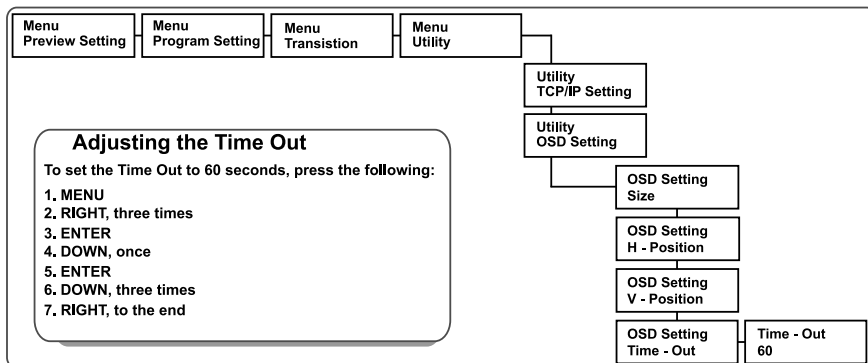 Menu
Preview Setting
Menu
Program Setting
Menu
Transistion
Menu
Utility
Utility
TCP/IP Setting
Utility
OSD Setting
OSD Setting
Size
OSD Setting
H - Position
OSD Setting
V - Position
OSD Setting
Time - Out
Time - Out
60
Adjusting the Time Out
To set the Time Out to 60 seconds, press the following:
1. MENU
2. RIGHT, three times
3. ENTER
4. DOWN, once
5. ENTER
6. DOWN, three times
7. RIGHT, to the end